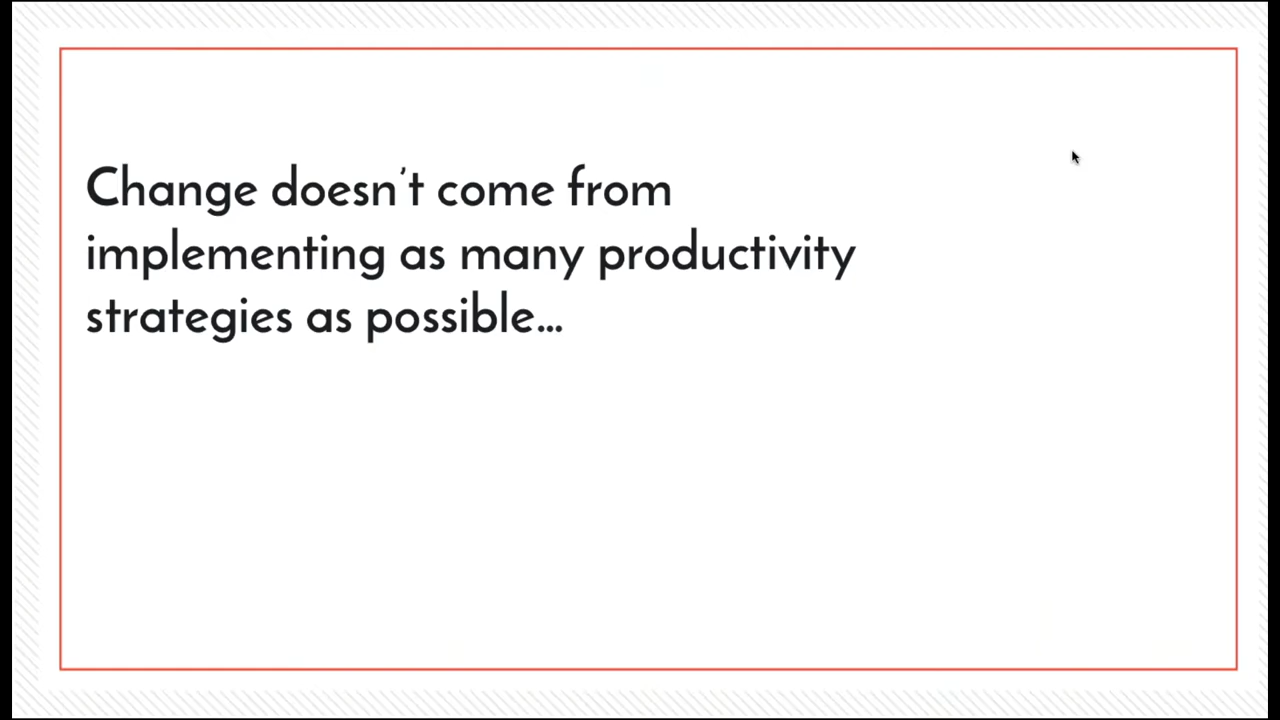 Change doesn’t come from
implementing as many productivity
strategies as possible...